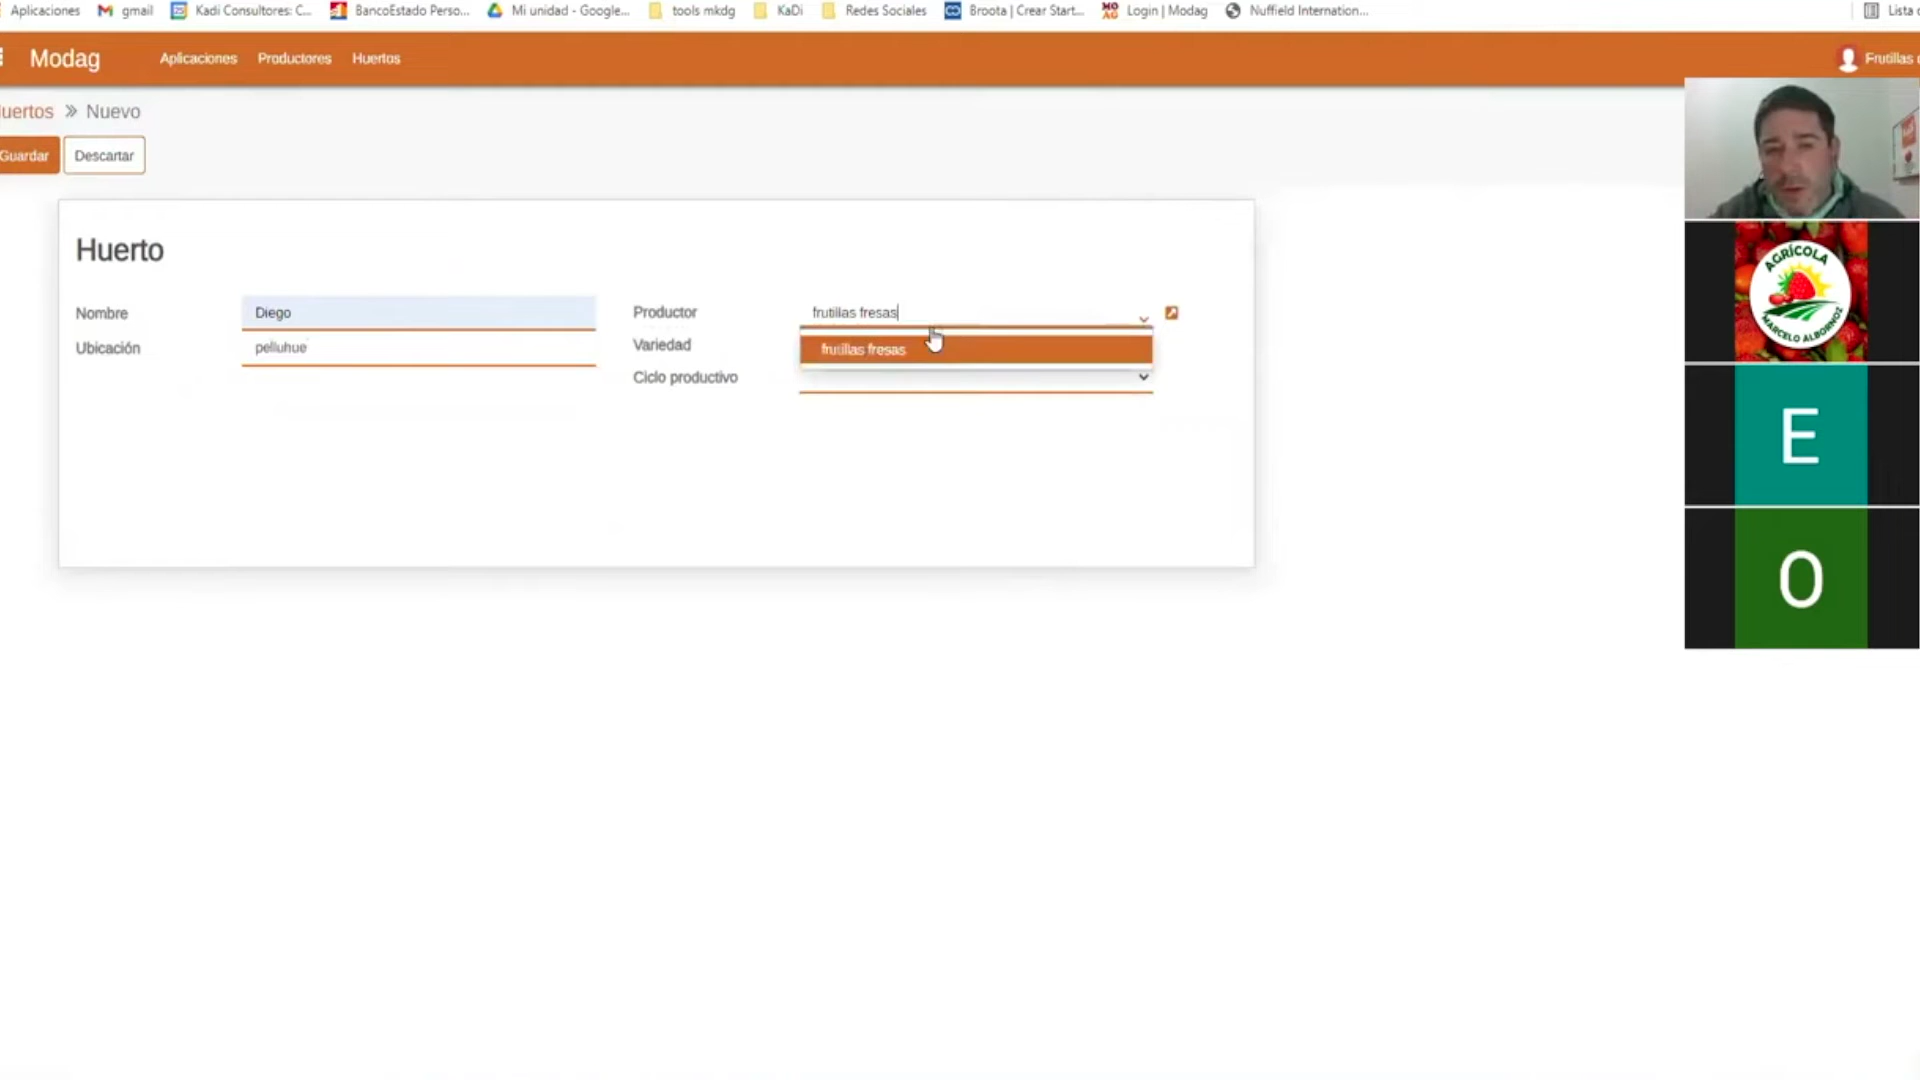 Aplicaciones gmail Kadi Consultores: C... BancoEstado Perso... Mi unidad - Google... tools mkdg KaDi Redes Sociales Broota | Crear Start... Login | Modag Nuffield Internation... Lista
Modag Aplicaciones Productores Huertos Frutillas
uertos » Nuevo
Guardar Descartar
Huerto
Nombre Diego
Ubicación pelluhue
Productor frutillas fresas
frutillas fresas
Variedad
Ciclo productivo
AGRÍCOLA
MARCELO ALBORNOZ
E
O